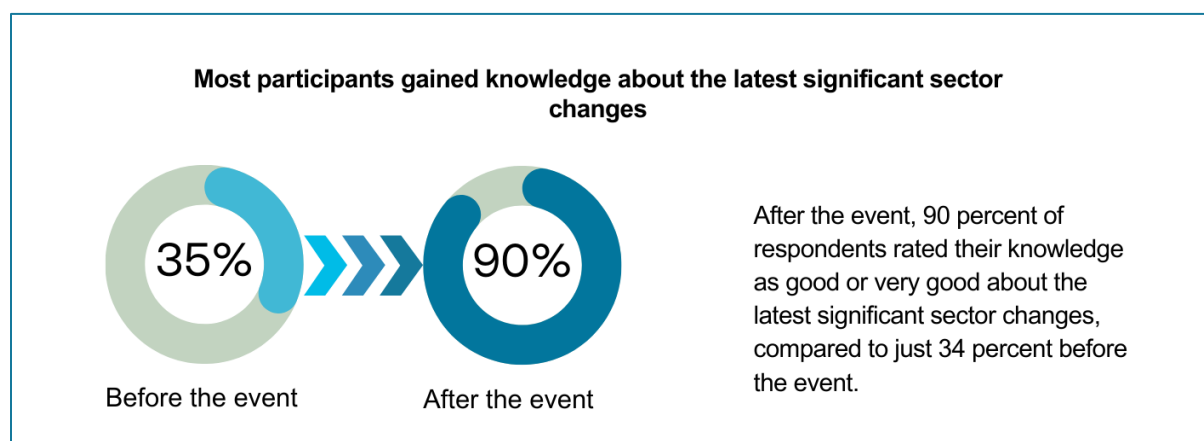 Most participants gained knowledge about the latest significant sector
changes
35%
90%
Before the event
After the event
After the event, 90 percent of
respondents rated their knowledge
as good or very good about the
latest significant sector changes,
compared to just 34 percent before
the event.